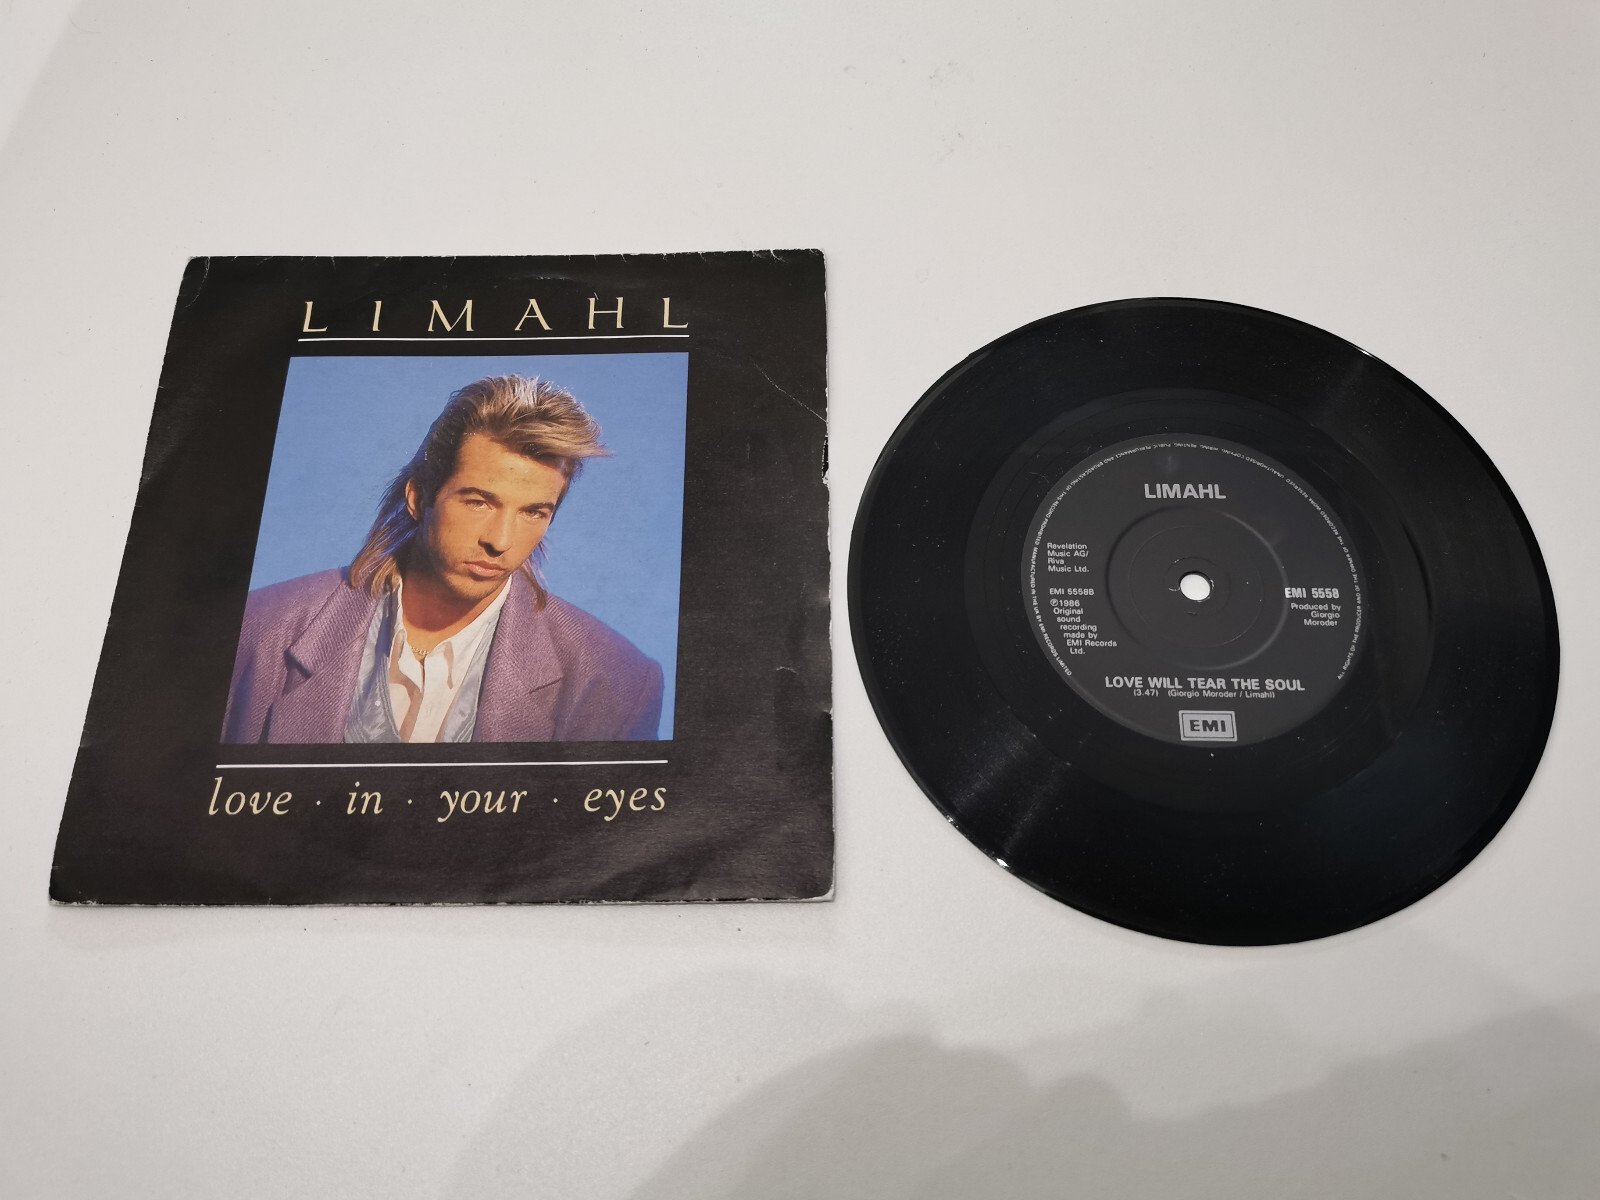 LIMAHL
love · in · your · eyes
LIMAHL
Revelation
Music AG/
Riva
Music Ltd.
EMI 5558B
℗1986
Original
sound
recording
made by
EMI Records
Ltd.
EMI 5558
Produced by
Giorgio
Moroder
LOVE WILL TEAR THE SOUL
(3.47) (Giorgio Moroder / Limahl)
EMI